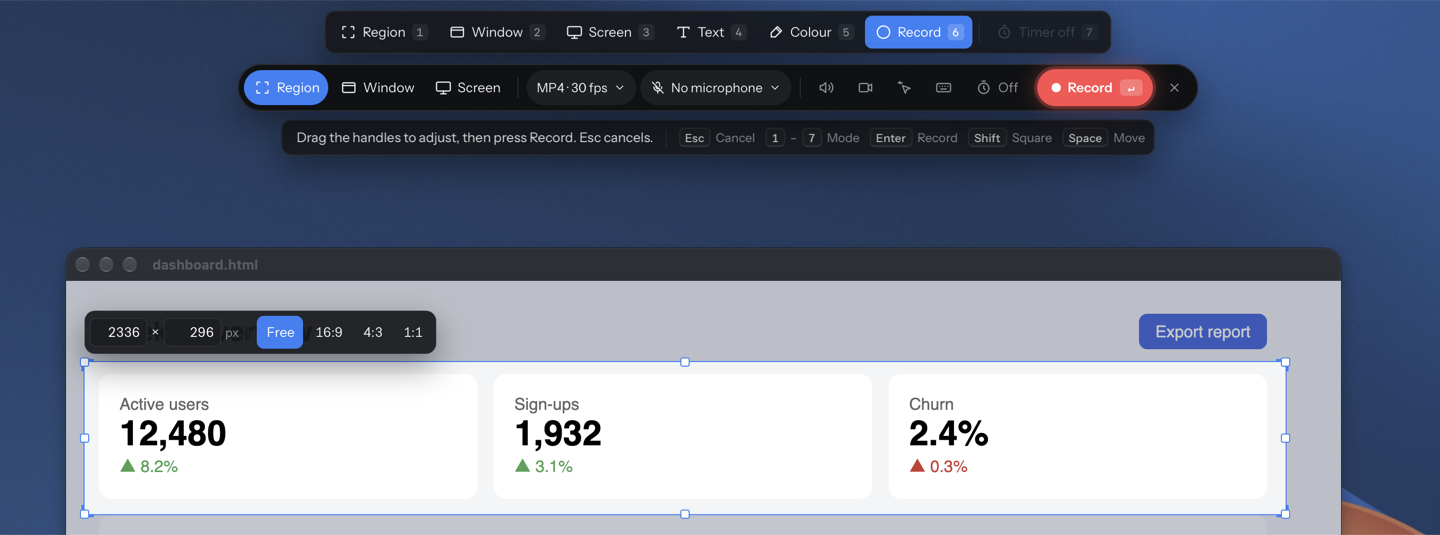 Region 1 Window 2 Screen 3 Text 4 Colour 5 Record 6 Timer off 7
Region Window Screen MP4 · 30 fps No microphone Off Record ↵ ×
Drag the handles to adjust, then press Record. Esc cancels. Esc Cancel 1 – 7 Mode Enter Record Shift Square Space Move
dashboard.html
2336 × 296 px Free 16:9 4:3 1:1
Export report
Active users
12,480
▲ 8.2%
Sign-ups
1,932
▲ 3.1%
Churn
2.4%
▲ 0.3%